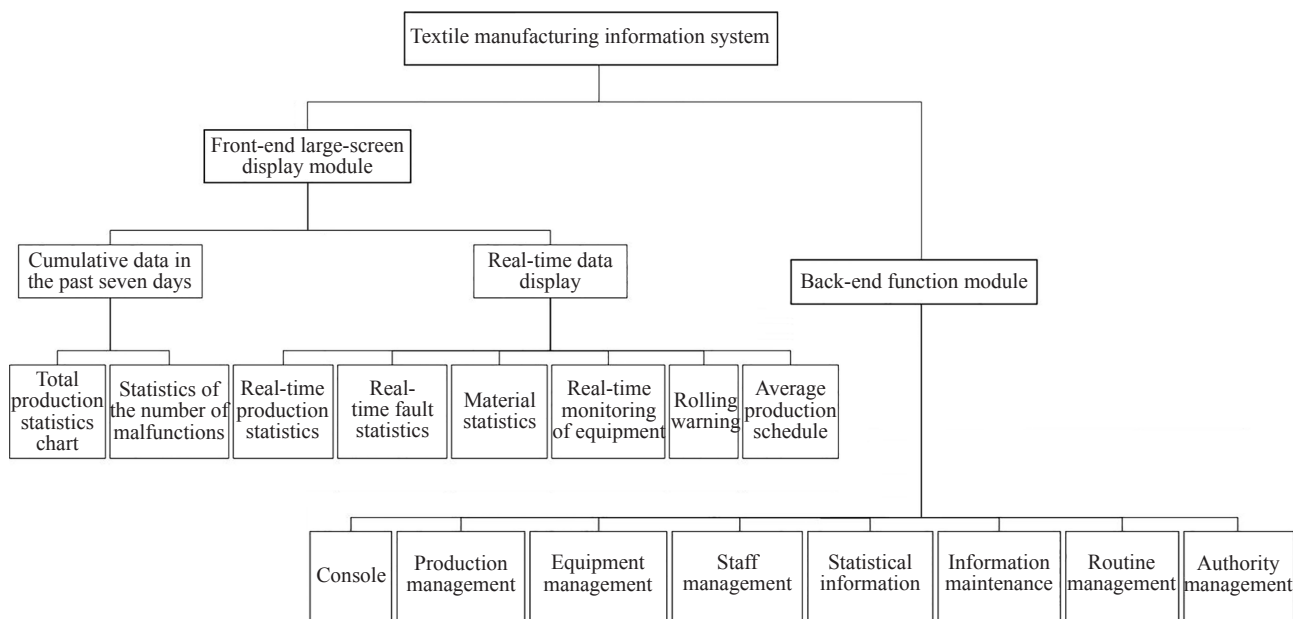 Textile manufacturing information system
Front-end large-screen
display module
Cumulative data in
the past seven days
Real-time data
display
Back-end function module
Total
production
statistics
chart
Statistics of
the number of
malfunctions
Real-time
production
statistics
Real-
time fault
statistics
Material
statistics
Real-time
monitoring
of equipment
Rolling
warning
Average
production
schedule
Console
Production
management
Equipment
management
Staff
management
Statistical
information
Information
maintenance
Routine
management
Authority
management